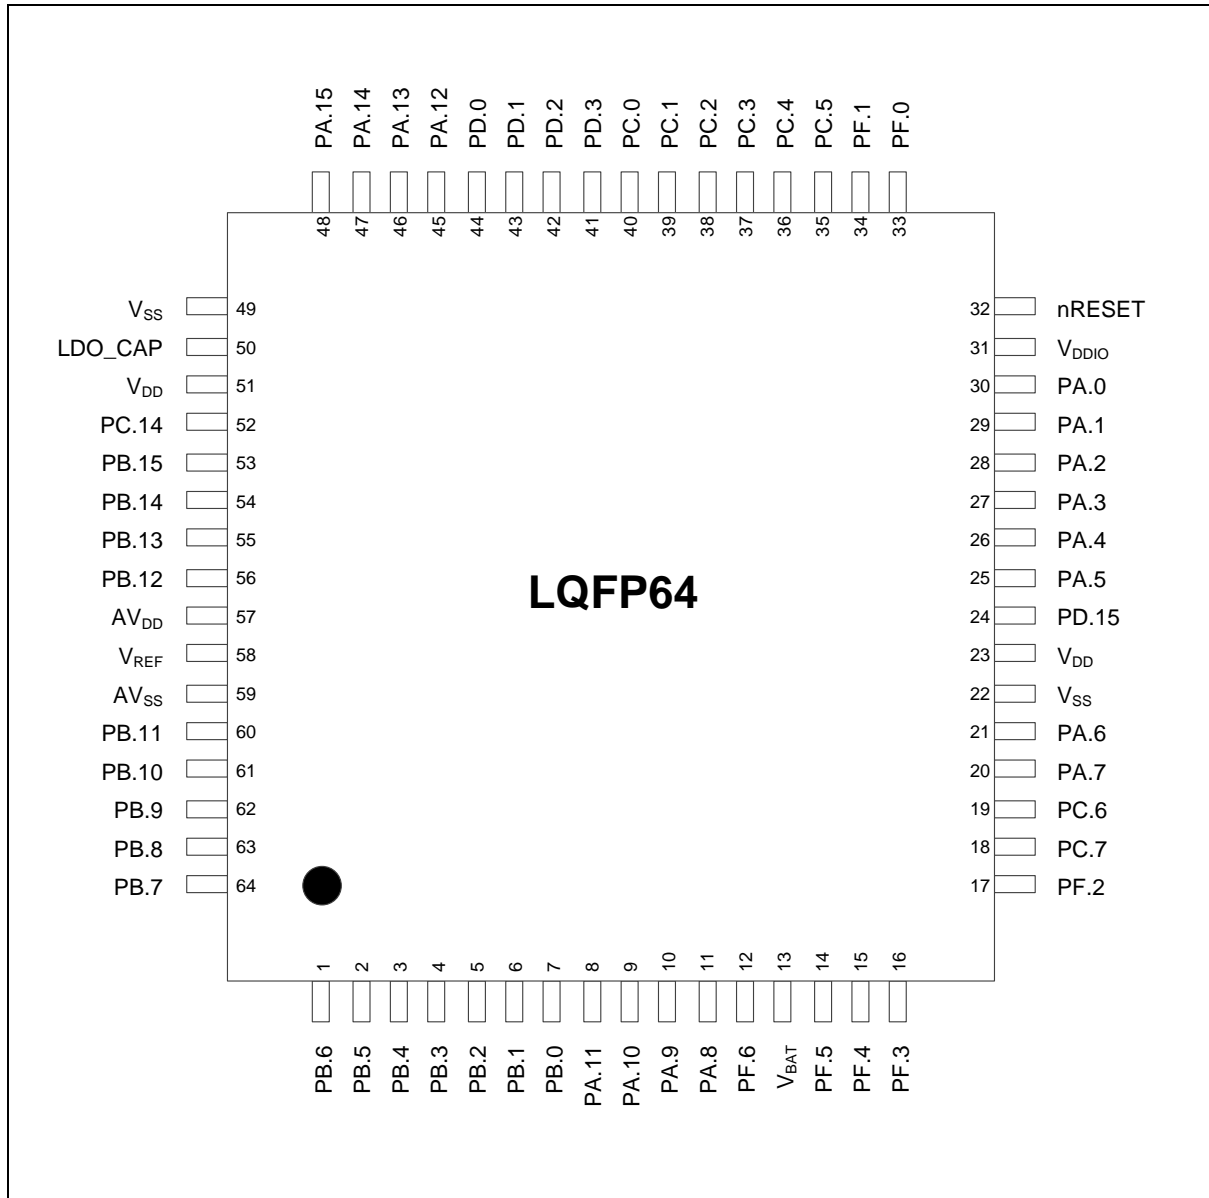 PA.15 PA.14 PA.13 PA.12 PD.0 PD.1 PD.2 PD.3 PC.0 PC.1 PC.2 PC.3 PC.4 PC.5 PF.1 PF.0
48 47 46 45 44 43 42 41 40 39 38 37 36 35 34 33
VSS 49 32 nRESET
LDO_CAP 50 31 VDDIO
VDD 51 30 PA.0
PC.14 52 29 PA.1
PB.15 53 28 PA.2
PB.14 54 27 PA.3
PB.13 55 26 PA.4
PB.12 56 25 PA.5
LQFP64
AVDD 57 24 PD.15
VREF 58 23 VDD
AVSS 59 22 VSS
PB.11 60 21 PA.6
PB.10 61 20 PA.7
PB.9 62 19 PC.6
PB.8 63 18 PC.7
PB.7 64 17 PF.2
1 2 3 4 5 6 7 8 9 10 11 12 13 14 15 16
PB.6 PB.5 PB.4 PB.3 PB.2 PB.1 PB.0 PA.11 PA.10 PA.9 PA.8 PF.6 VBAT PF.5 PF.4 PF.3